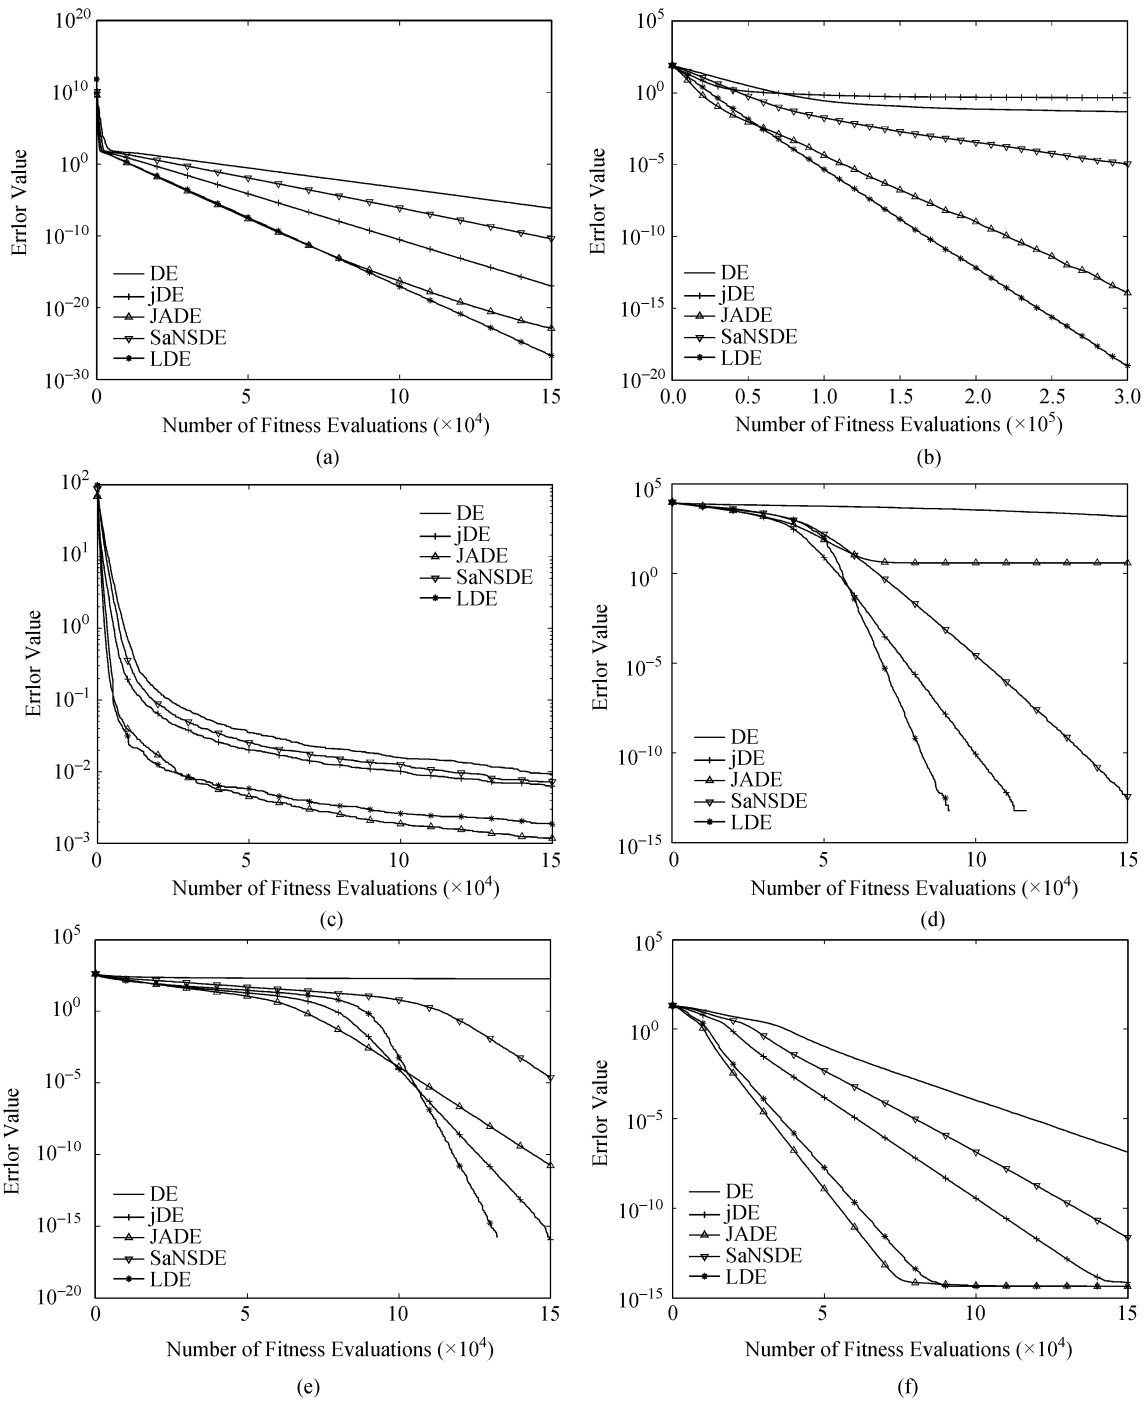 10^20
10^10
10^0
10^−10
10^−20
10^−30
Errlor Value
DE
jDE
JADE
SaNSDE
LDE
0 5 10 15
Number of Fitness Evaluations (×10^4)
(a)
10^5
10^0
10^−5
10^−10
10^−15
10^−20
Errlor Value
DE
jDE
JADE
SaNSDE
LDE
0.0 0.5 1.0 1.5 2.0 2.5 3.0
Number of Fitness Evaluations (×10^5)
(b)
10^2
10^1
10^0
10^−1
10^−2
10^−3
Errlor Value
DE
jDE
JADE
SaNSDE
LDE
0 5 10 15
Number of Fitness Evaluations (×10^4)
(c)
10^5
10^0
10^−5
10^−10
10^−15
Errlor Value
DE
jDE
JADE
SaNSDE
LDE
0 5 10 15
Number of Fitness Evaluations (×10^4)
(d)
10^5
10^0
10^−5
10^−10
10^−15
10^−20
Errlor Value
DE
jDE
JADE
SaNSDE
LDE
0 5 10 15
Number of Fitness Evaluations (×10^4)
(e)
10^5
10^0
10^−5
10^−10
10^−15
Errlor Value
DE
jDE
JADE
SaNSDE
LDE
0 5 10 15
Number of Fitness Evaluations (×10^4)
(f)